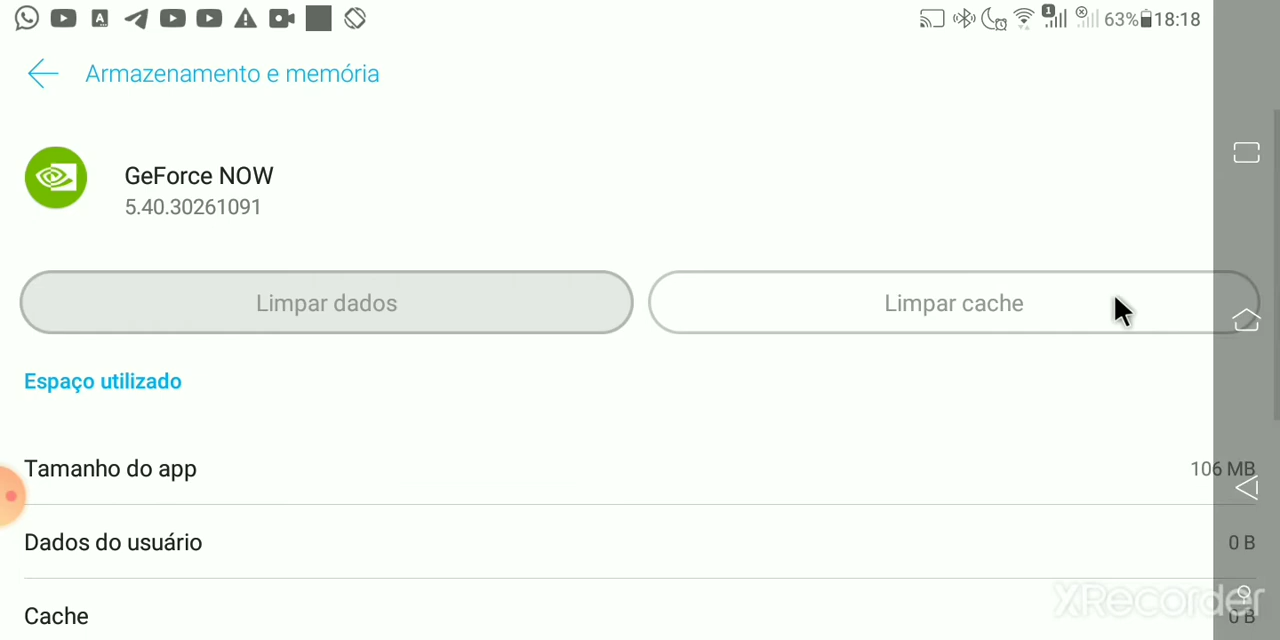 1 63% 18:18
Armazenamento e memória
GeForce NOW
5.40.30261091
Limpar dados
Limpar cache
Espaço utilizado
Tamanho do app 106 MB
Dados do usuário 0 B
Cache 0 B
XRecorder